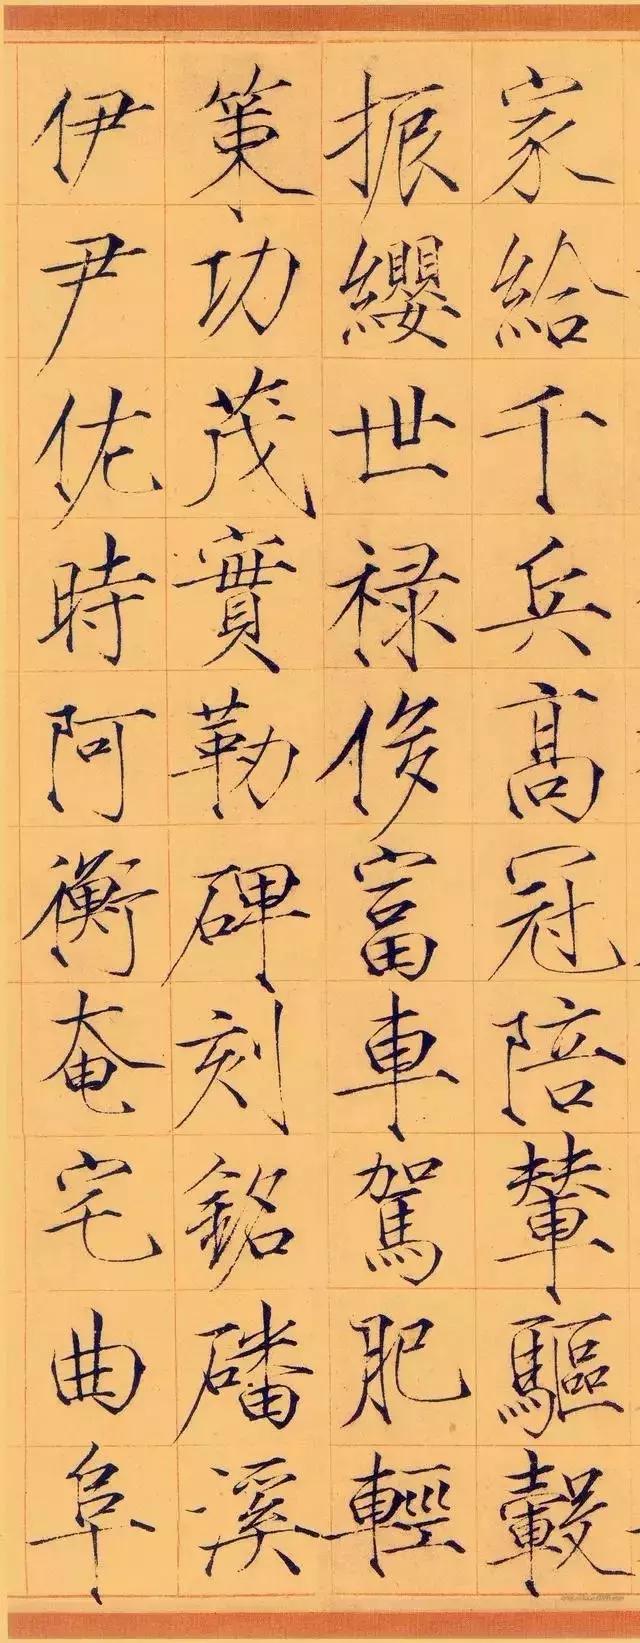 家給千兵高冠陪輦驅轂
振纓世禄侈富車駕肥輕
策功茂實勒碑刻銘磻溪
伊尹佐時阿衡奄宅曲阜